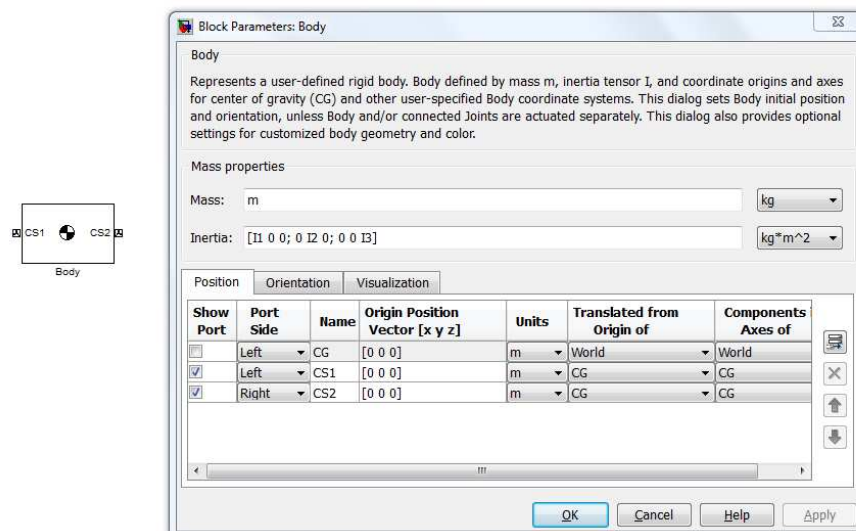 Block Parameters: Body
Body
Represents a user-defined rigid body. Body defined by mass m, inertia tensor I, and coordinate origins and axes
for center of gravity (CG) and other user-specified Body coordinate systems. This dialog sets Body initial position
and orientation, unless Body and/or connected Joints are actuated separately. This dialog also provides optional
settings for customized body geometry and color.
Mass properties
Mass: m kg
Inertia: [I1 0 0; 0 I2 0; 0 0 I3] kg*m^2
CS1 CS2
Body
Position Orientation Visualization
Show Port Port Side Name Origin Position Vector [x y z] Units Translated from Origin of Components i Axes of
Left CG [0 0 0] m World World
Left CS1 [0 0 0] m CG CG
Right CS2 [0 0 0] m CG CG
OK Cancel Help Apply